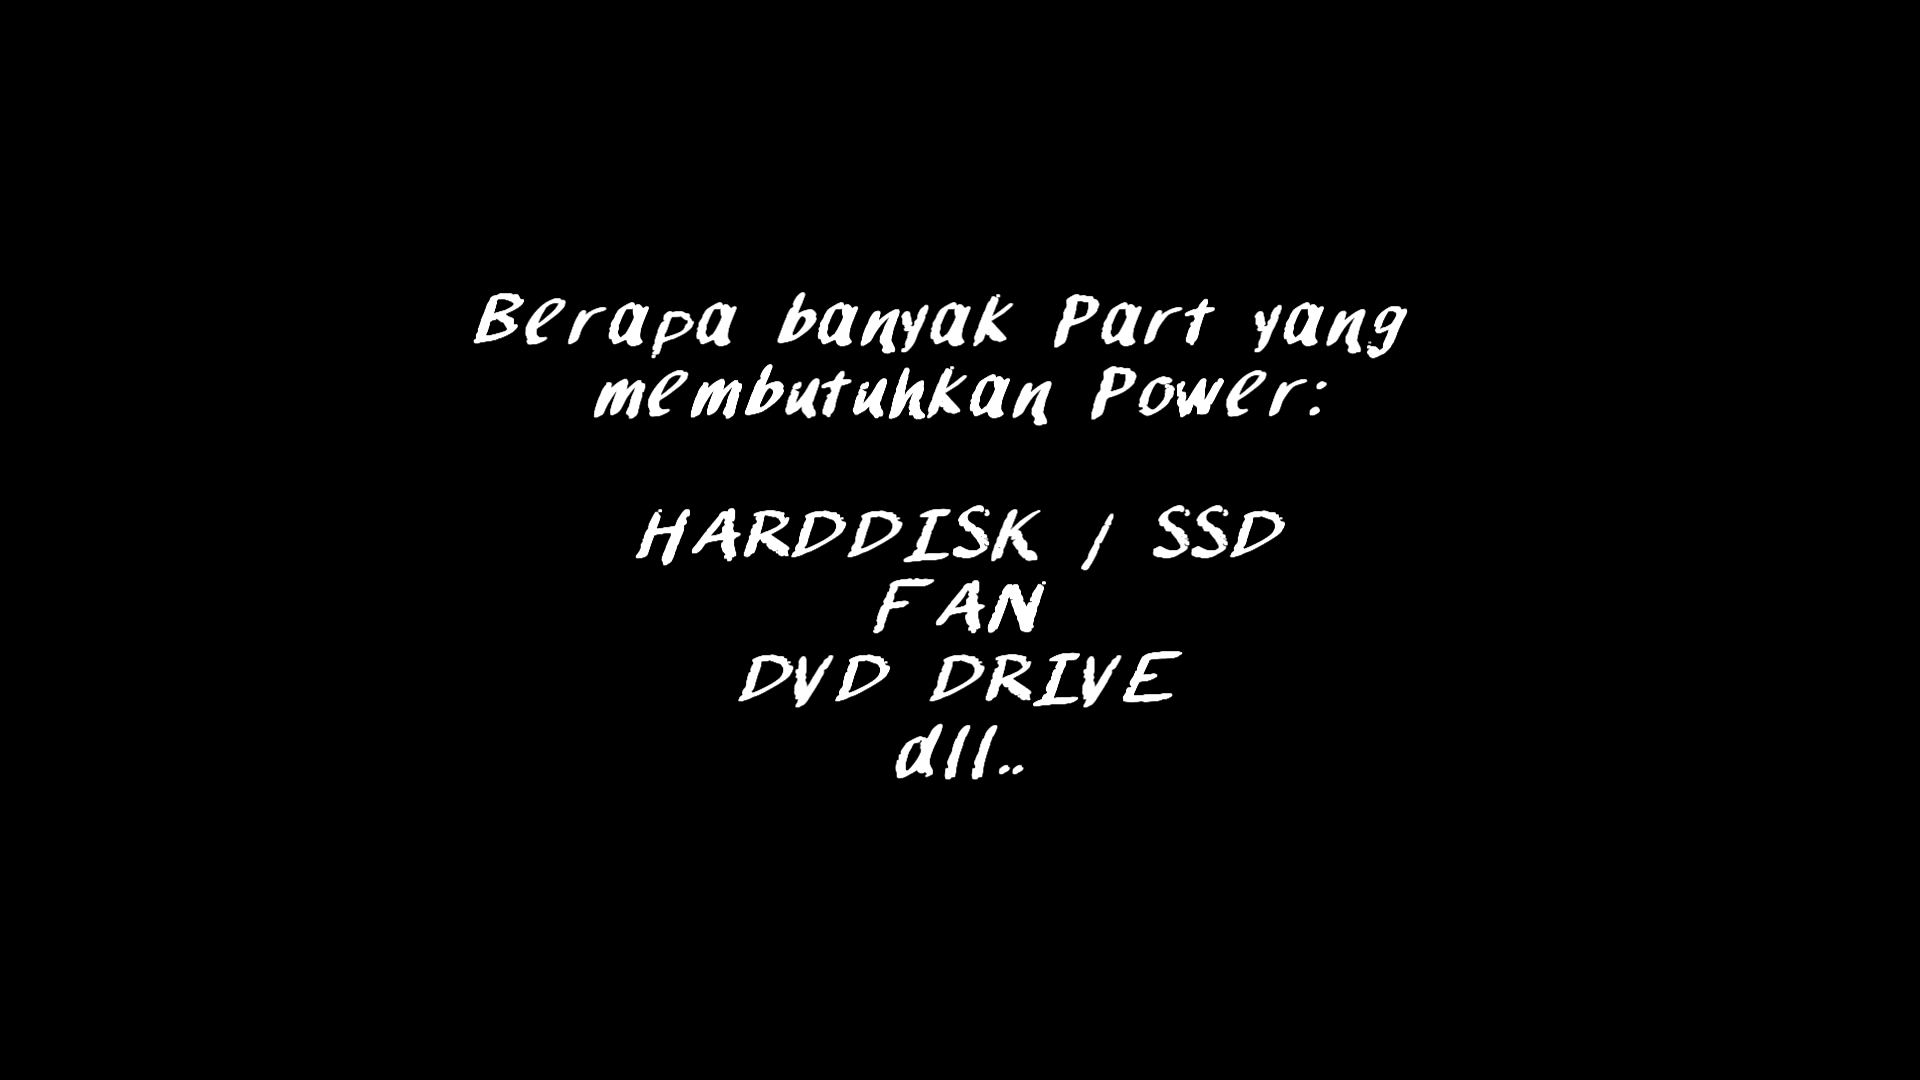 Berapa banyak Part yang
membutuhkan Power:
HARDDISK / SSD
FAN
DVD DRIVE
dll..